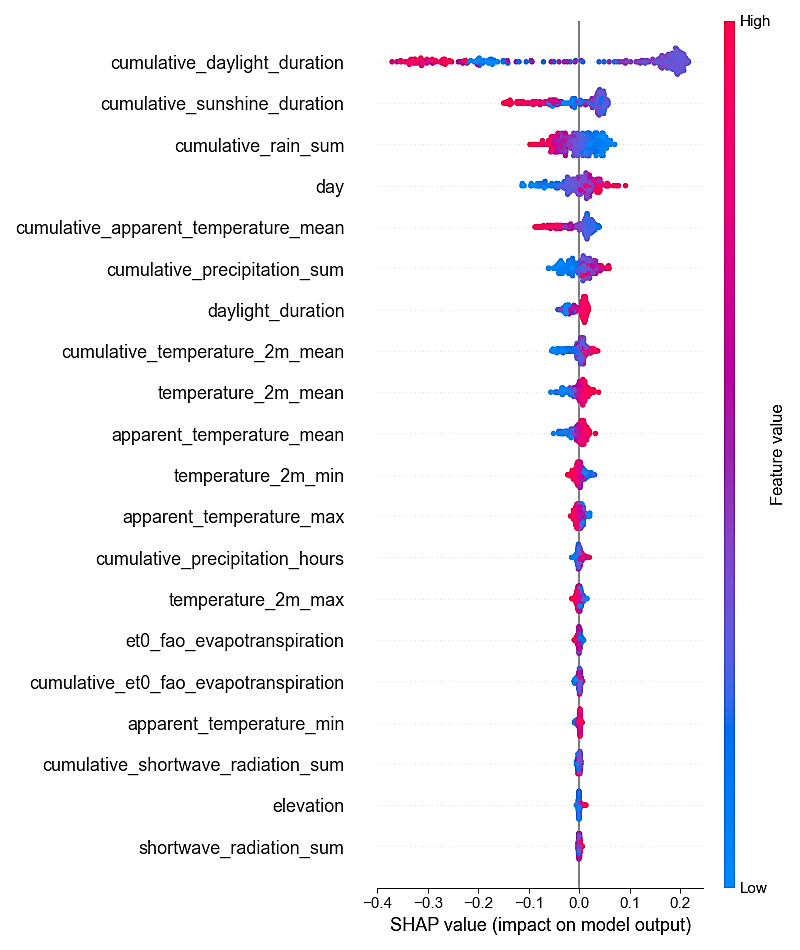 High
cumulative_daylight_duration
cumulative_sunshine_duration
cumulative_rain_sum
day
cumulative_apparent_temperature_mean
cumulative_precipitation_sum
daylight_duration
cumulative_temperature_2m_mean
temperature_2m_mean
apparent_temperature_mean
temperature_2m_min
apparent_temperature_max
cumulative_precipitation_hours
temperature_2m_max
et0_fao_evapotranspiration
cumulative_et0_fao_evapotranspiration
apparent_temperature_min
cumulative_shortwave_radiation_sum
elevation
shortwave_radiation_sum
Feature value
Low
−0.4 −0.3 −0.2 −0.1 0.0 0.1 0.2
SHAP value (impact on model output)